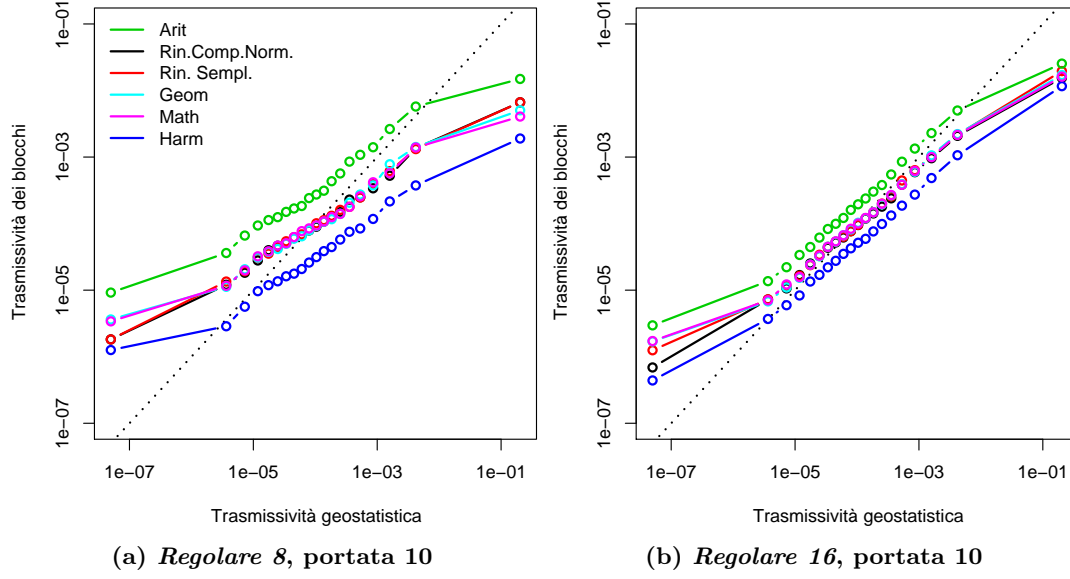 Arit
Rin.Comp.Norm.
Rin. Sempl.
Geom
Math
Harm
1e−01
1e−03
1e−05
1e−07
Trasmissività dei blocchi
1e−07 1e−05 1e−03 1e−01
Trasmissività geostatistica
(a) Regolare 8, portata 10
1e−01
1e−03
1e−05
1e−07
Trasmissività dei blocchi
1e−07 1e−05 1e−03 1e−01
Trasmissività geostatistica
(b) Regolare 16, portata 10